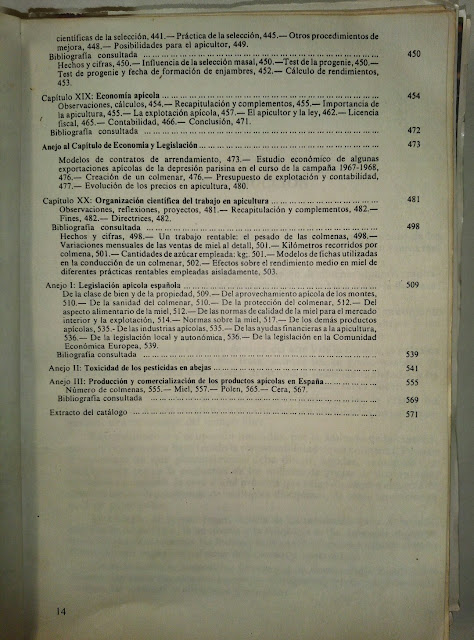 científicas de la selección, 441.— Práctica de la selección, 445.— Otros procedimientos de
mejora, 448.— Posibilidades para el apicultor, 449.
Bibliografía consultada ........ 450
Hechos y cifras, 450.— Influencia de la selección masal, 450.—Test de la progenie, 450.—
Test de progenie y fecha de formación de enjambres, 452.— Cálculo de rendimientos,
453.
Capítulo XIX: Economía apícola ........ 454
Observaciones, cálculos, 454.— Recapitulación y complementos, 455.— Importancia de
la apicultura, 455.— La explotación apícola, 457.— El apicultor y la ley, 462.— Licencia
fiscal, 465.— Contabilidad, 466.— Conclusión, 471.
Bibliografía consultada ........ 472
Anejo al Capítulo de Economía y Legislación ........ 473
Modelos de contratos de arrendamiento, 473.— Estudio económico de algunas
exportaciones apícolas de la depresión parisina en el curso de la campaña 1967-1968,
476.— Creación de un colmenar, 476.— Presupuesto de explotación y contabilidad,
477.— Evolución de los precios en apicultura, 480.
Capítulo XX: Organización científica del trabajo en apicultura ........ 481
Observaciones, reflexiones, proyectos, 481.— Recapitulación y complementos, 482.—
Fines, 482.— Directrices, 482.
Bibliografía consultada ........ 498
Hechos y cifras, 498.— Un trabajo rentable: el pesado de las colmenas, 498.—
Variaciones mensuales de las ventas de miel al detall, 501.— Kilómetros recorridos por
colmena, 501.— Cantidades de azúcar empleada: kg; 501.— Modelos de fichas utilizadas
en la conducción de un colmenar, 502.— Efectos sobre el rendimiento medio en miel de
diferentes prácticas rentables empleadas aisladamente, 503.
Anejo I: Legislación apícola española ........ 509
De la clase de bien y de la propiedad, 509.— Del aprovechamiento apícola de los montes,
510.— De la sanidad del colmenar, 510.— De la protección del colmenar, 512.— Del
aspecto alimentario de la miel, 512.— De las normas de calidad de la miel para el mercado
interior y la explotación, 514.— Normas sobre la miel, 517.— De los demás productos
apícolas, 535.- De las industrias apícolas, 535.— De las ayudas financieras a la apicultura,
536.— De la legislación local y autonómica, 536.— De la legislación en la Comunidad
Económica Europea, 539.
Biliografía consultada ........ 539
Anejo II: Toxicidad de los pesticidas en abejas ........ 541
Anejo III: Producción y comercialización de los productos apícolas en España ........ 555
Número de colmenas, 555.— Miel, 557.— Polen, 565.— Cera, 567.
Bibliografía consultada ........ 569
Extracto del catálogo ........ 571
14